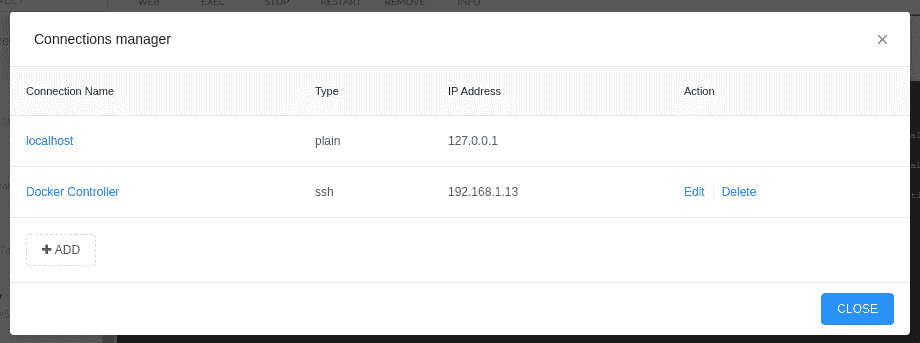 WEB EXEC STOP RESTART REMOVE INFO
Connections manager ×
Connection Name Type IP Address Action
localhost plain 127.0.0.1
Docker Controller ssh 192.168.1.13 Edit Delete
+ ADD
CLOSE